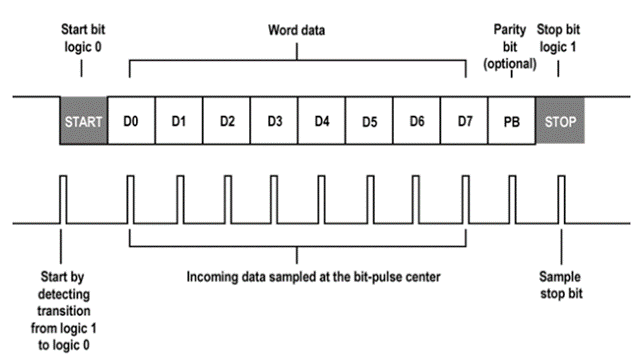 Start bit
logic 0
Word data
Parity
bit
(optional)
Stop bit
logic 1
START
D0
D1
D2
D3
D4
D5
D6
D7
PB
STOP
Start by
detecting
transition
from logic 1
to logic 0
Incoming data sampled at the bit-pulse center
Sample
stop bit